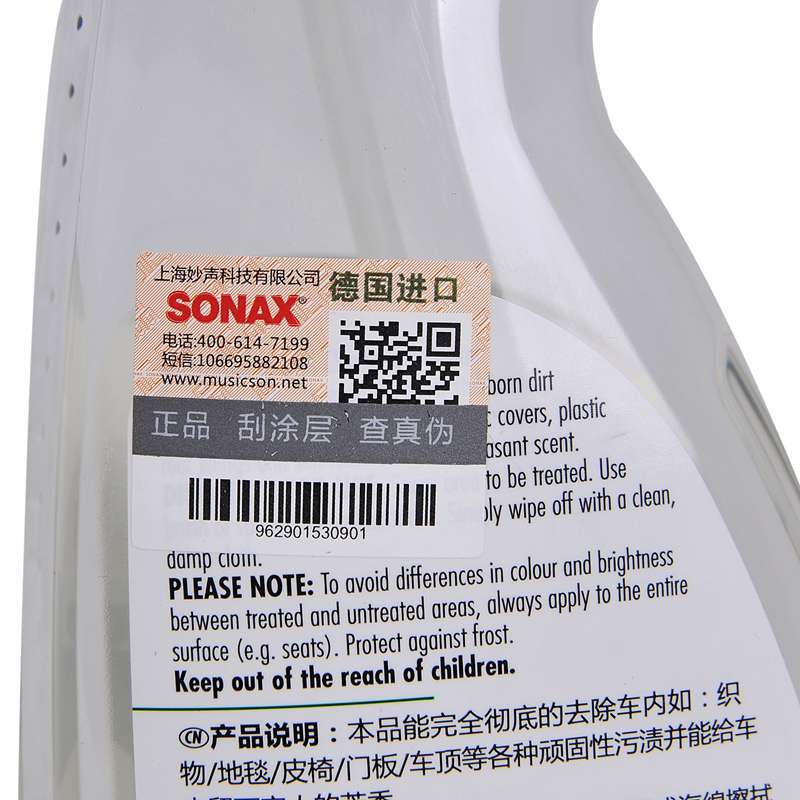 上海妙声科技有限公司
德国进口
SONAX®
电话:400-614-7199
短信:106695882108
www.musicson.net
正品 刮涂层 查真伪
962901530901
born dirt
covers, plastic
asant scent.
to be treated. Use
ly wipe off with a clean,
damp cloth.
PLEASE NOTE: To avoid differences in colour and brightness
between treated and untreated areas, always apply to the entire
surface (e.g. seats). Protect against frost.
Keep out of the reach of children.
CN 产品说明：本品能完全彻底的去除车内如：织
物/地毯/皮椅/门板/车顶等各种顽固性污渍并能给车